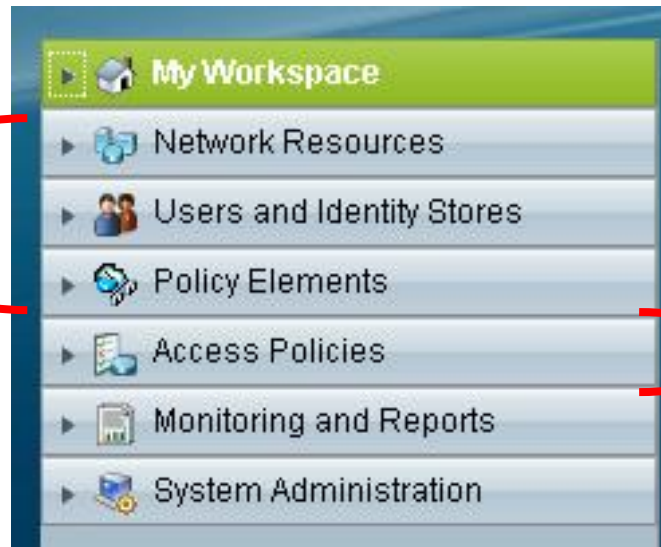 My Workspace
Network Resources
Users and Identity Stores
Policy Elements
Access Policies
Monitoring and Reports
System Administration